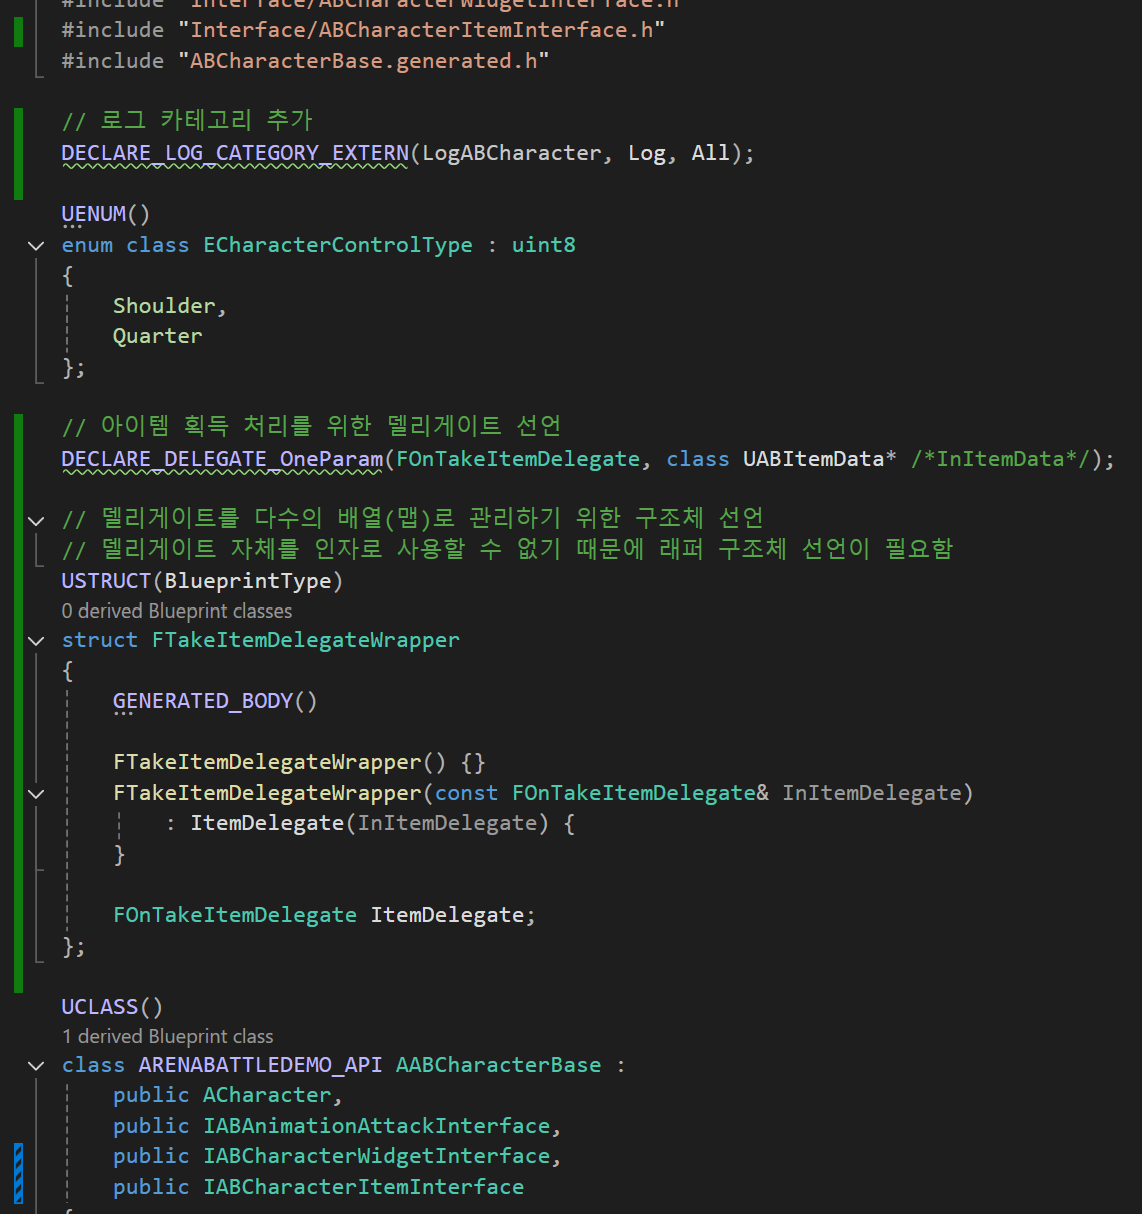 #include "Interface/ABCharacterWidgetInterface.h"
#include "Interface/ABCharacterItemInterface.h"
#include "ABCharacterBase.generated.h"
// 로그 카테고리 추가
DECLARE_LOG_CATEGORY_EXTERN(LogABCharacter, Log, All);
UENUM()
enum class ECharacterControlType : uint8
{
Shoulder,
Quarter
};
// 아이템 획득 처리를 위한 델리게이트 선언
DECLARE_DELEGATE_OneParam(FOnTakeItemDelegate, class UABItemData* /*InItemData*/);
// 델리게이트를 다수의 배열(맵)로 관리하기 위한 구조체 선언
// 델리게이트 자체를 인자로 사용할 수 없기 때문에 래퍼 구조체 선언이 필요함
USTRUCT(BlueprintType)
0 derived Blueprint classes
struct FTakeItemDelegateWrapper
{
GENERATED_BODY()
FTakeItemDelegateWrapper() {}
FTakeItemDelegateWrapper(const FOnTakeItemDelegate& InItemDelegate)
: ItemDelegate(InItemDelegate) {
}
FOnTakeItemDelegate ItemDelegate;
};
UCLASS()
1 derived Blueprint class
class ARENABATTLEDEMO_API AABCharacterBase :
public ACharacter,
public IABAnimationAttackInterface,
public IABCharacterWidgetInterface,
public IABCharacterItemInterface
{